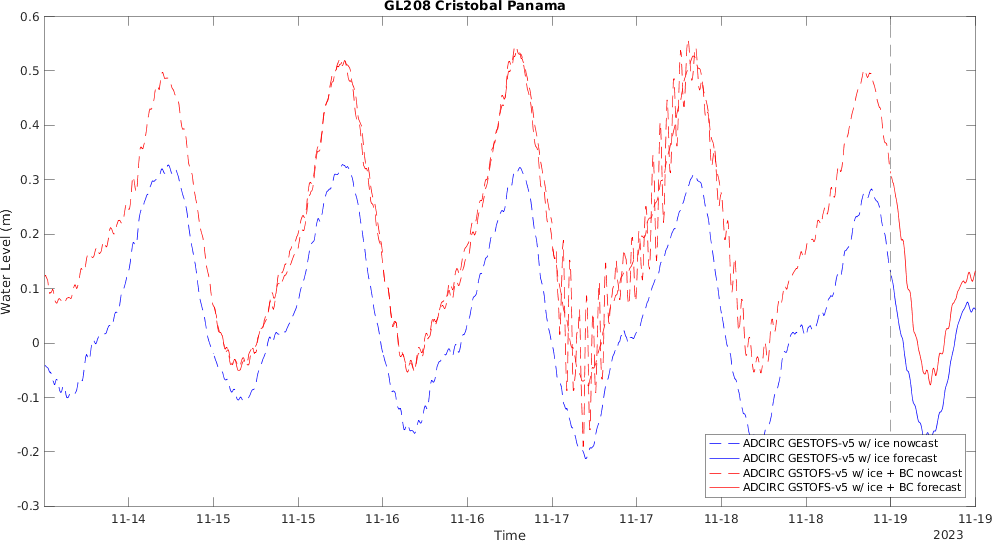 GL208 Cristobal Panama
0.6
0.5
0.4
0.3
0.2
0.1
0
-0.1
-0.2
-0.3
Water Level (m)
ADCIRC GESTOFS-v5 w/ ice nowcast
ADCIRC GESTOFS-v5 w/ ice forecast
ADCIRC GSTOFS-v5 w/ ice + BC nowcast
ADCIRC GSTOFS-v5 w/ ice + BC forecast
11-14 11-15 11-15 11-16 11-16 11-17 11-17 11-18 11-18 11-19 11-19
Time
2023